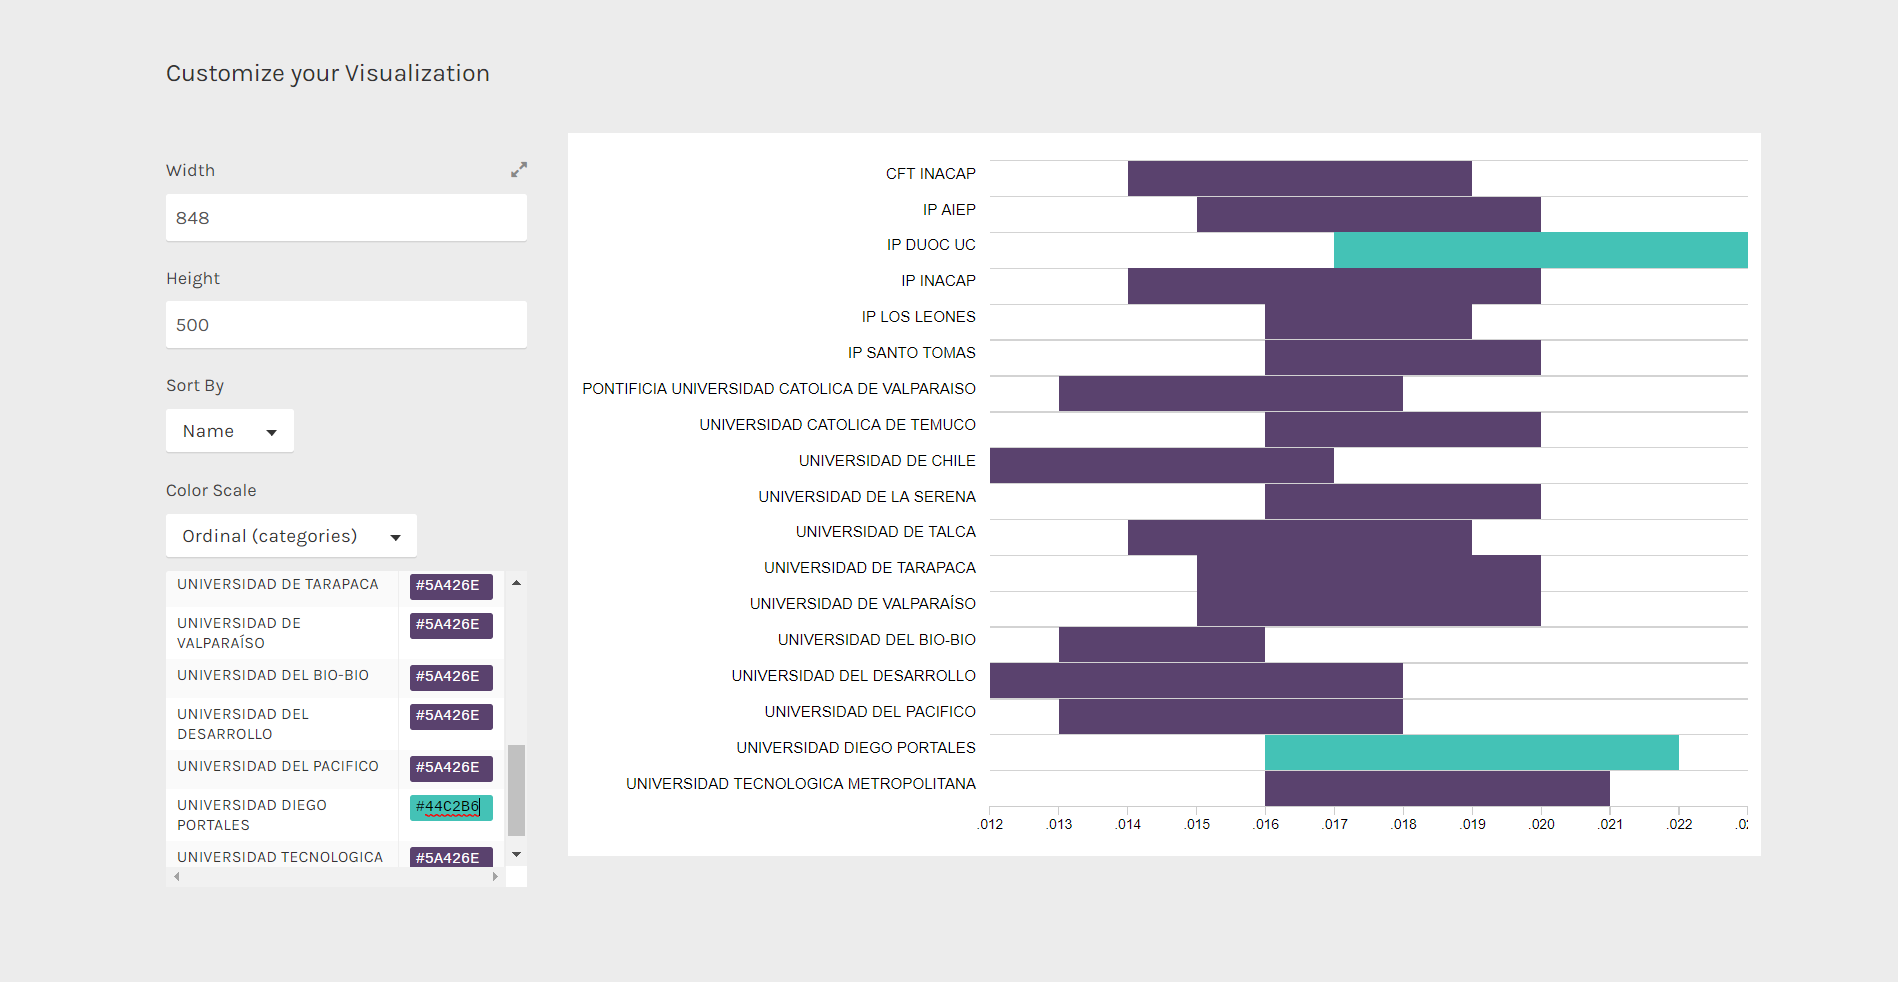 Customize your Visualization
Width
848
Height
500
Sort By
Name
Color Scale
Ordinal (categories)
UNIVERSIDAD DE TARAPACA #5A426E
UNIVERSIDAD DE
VALPARAÍSO
#5A426E
UNIVERSIDAD DEL BIO-BIO #5A426E
UNIVERSIDAD DEL
DESARROLLO
#5A426E
UNIVERSIDAD DEL PACIFICO #5A426E
UNIVERSIDAD DIEGO
PORTALES
#44C2B6
UNIVERSIDAD TECNOLOGICA #5A426E
CFT INACAP
IP AIEP
IP DUOC UC
IP INACAP
IP LOS LEONES
IP SANTO TOMAS
PONTIFICIA UNIVERSIDAD CATOLICA DE VALPARAISO
UNIVERSIDAD CATOLICA DE TEMUCO
UNIVERSIDAD DE CHILE
UNIVERSIDAD DE LA SERENA
UNIVERSIDAD DE TALCA
UNIVERSIDAD DE TARAPACA
UNIVERSIDAD DE VALPARAÍSO
UNIVERSIDAD DEL BIO-BIO
UNIVERSIDAD DEL DESARROLLO
UNIVERSIDAD DEL PACIFICO
UNIVERSIDAD DIEGO PORTALES
UNIVERSIDAD TECNOLOGICA METROPOLITANA
.012 .013 .014 .015 .016 .017 .018 .019 .020 .021 .022